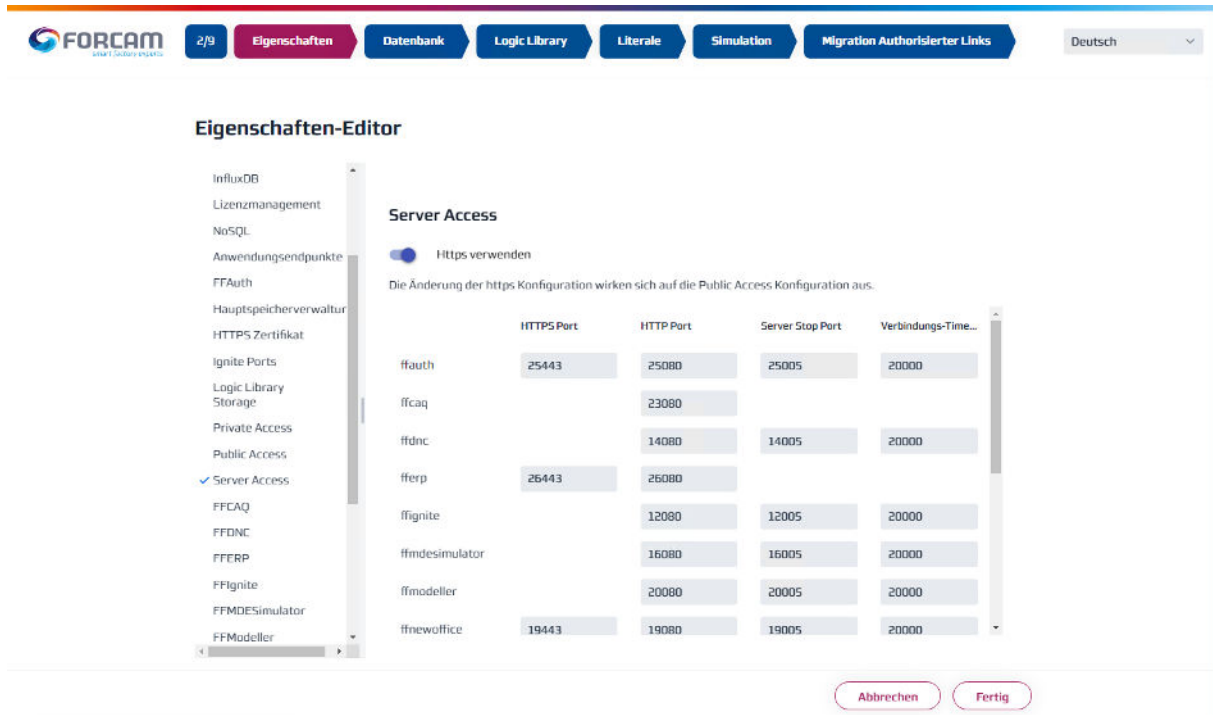 FORCAM
smart factory experts
2/9
Eigenschaften
Datenbank
Logic Library
Literale
Simulation
Migration Authorisierter Links
Deutsch
Eigenschaften-Editor
InfluxDB
Lizenzmanagement
NoSQL
Anwendungsendpunkte
FFAuth
Hauptspeicherverwaltur
HTTPS Zertifikat
Ignite Ports
Logic Library
Storage
Private Access
Public Access
Server Access
FFCAQ
FFDNC
FFERP
FFIgnite
FFMDESimulator
FFModeller
Server Access
Https verwenden
Die Änderung der https Konfiguration wirken sich auf die Public Access Konfiguration aus.
HTTPS Port HTTP Port Server Stop Port Verbindungs-Time...
ffauth 25443 25080 25005 20000
ffcaq 23080
ffdnc 14080 14005 20000
fferp 26443 26080
ffignite 12080 12005 20000
ffmdesimulator 16080 16005 20000
ffmodeller 20080 20005 20000
ffnewoffice 19443 19080 19005 20000
Abbrechen
Fertig